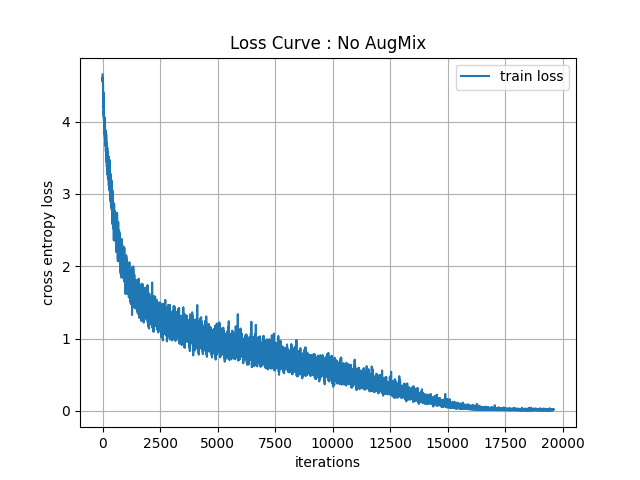 Loss Curve : No AugMix
train loss
cross entropy loss
4
3
2
1
0
0 2500 5000 7500 10000 12500 15000 17500 20000
iterations